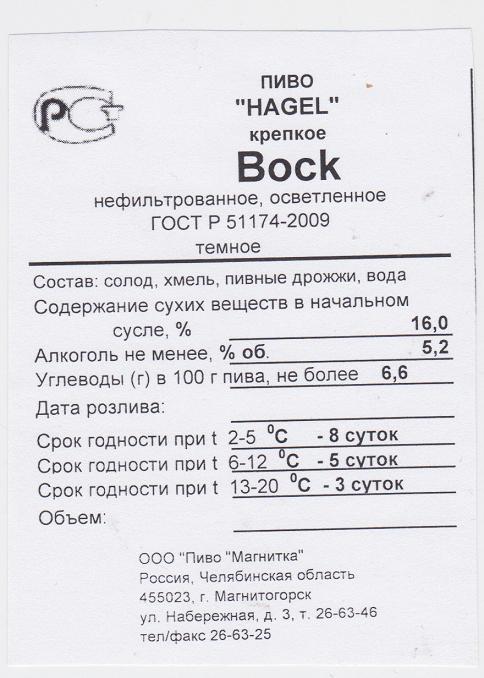 РС
ПИВО
"HAGEL"
крепкое
Bock
нефильтрованное, осветленное
ГОСТ Р 51174-2009
темное
Состав: солод, хмель, пивные дрожжи, вода
Содержание сухих веществ в начальном
сусле, % 16,0
Алкоголь не менее, % об. 5,2
Углеводы (г) в 100 г пива, не более 6,6
Дата розлива:
Срок годности при t 2-5 ⁰С - 8 суток
Срок годности при t 6-12 ⁰С - 5 суток
Срок годности при t 13-20 ⁰С - 3 суток
Объем:
ООО "Пиво "Магнитка"
Россия, Челябинская область
455023, г. Магнитогорск
ул. Набережная, д. 3, т. 26-63-46
тел/факс 26-63-25